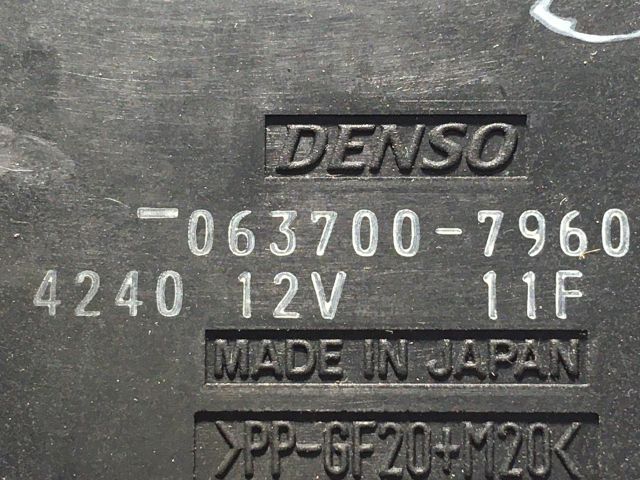 DENSO
063700-7960
4240 12V 11F
MADE IN JAPAN
>PP-GF20+M20<